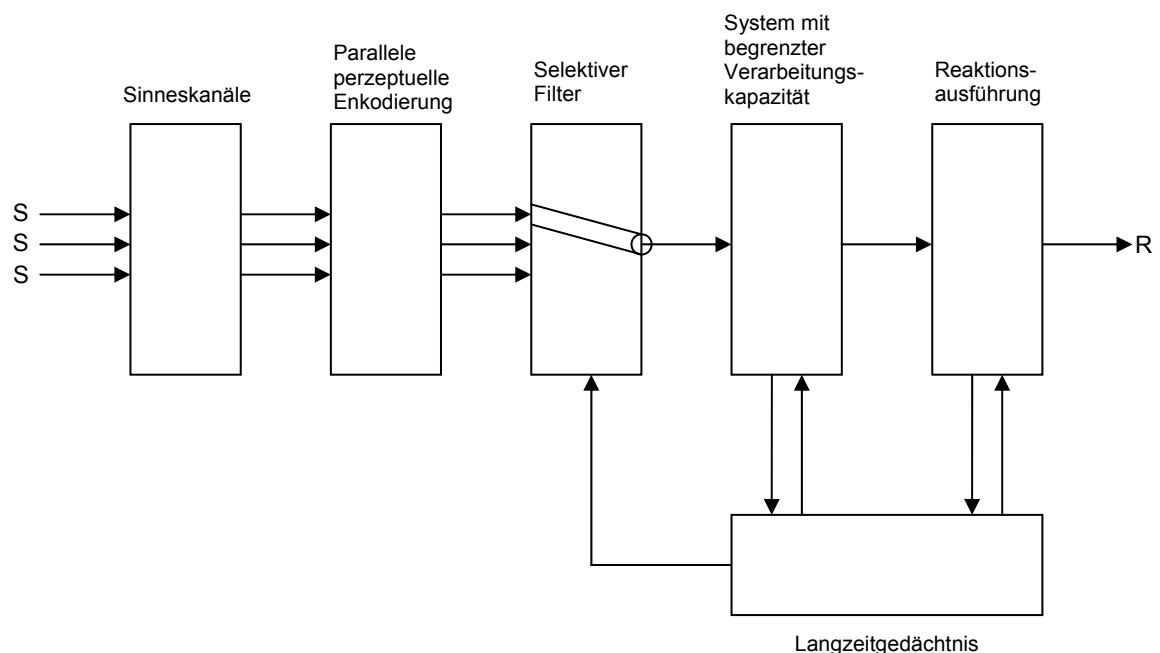 Sinneskanäle
Parallele
perzeptuelle
Enkodierung
Selektiver
Filter
System mit
begrenzter
Verarbeitungs-
kapazität
Reaktions-
ausführung
S
S
S
R
Langzeitgedächtnis